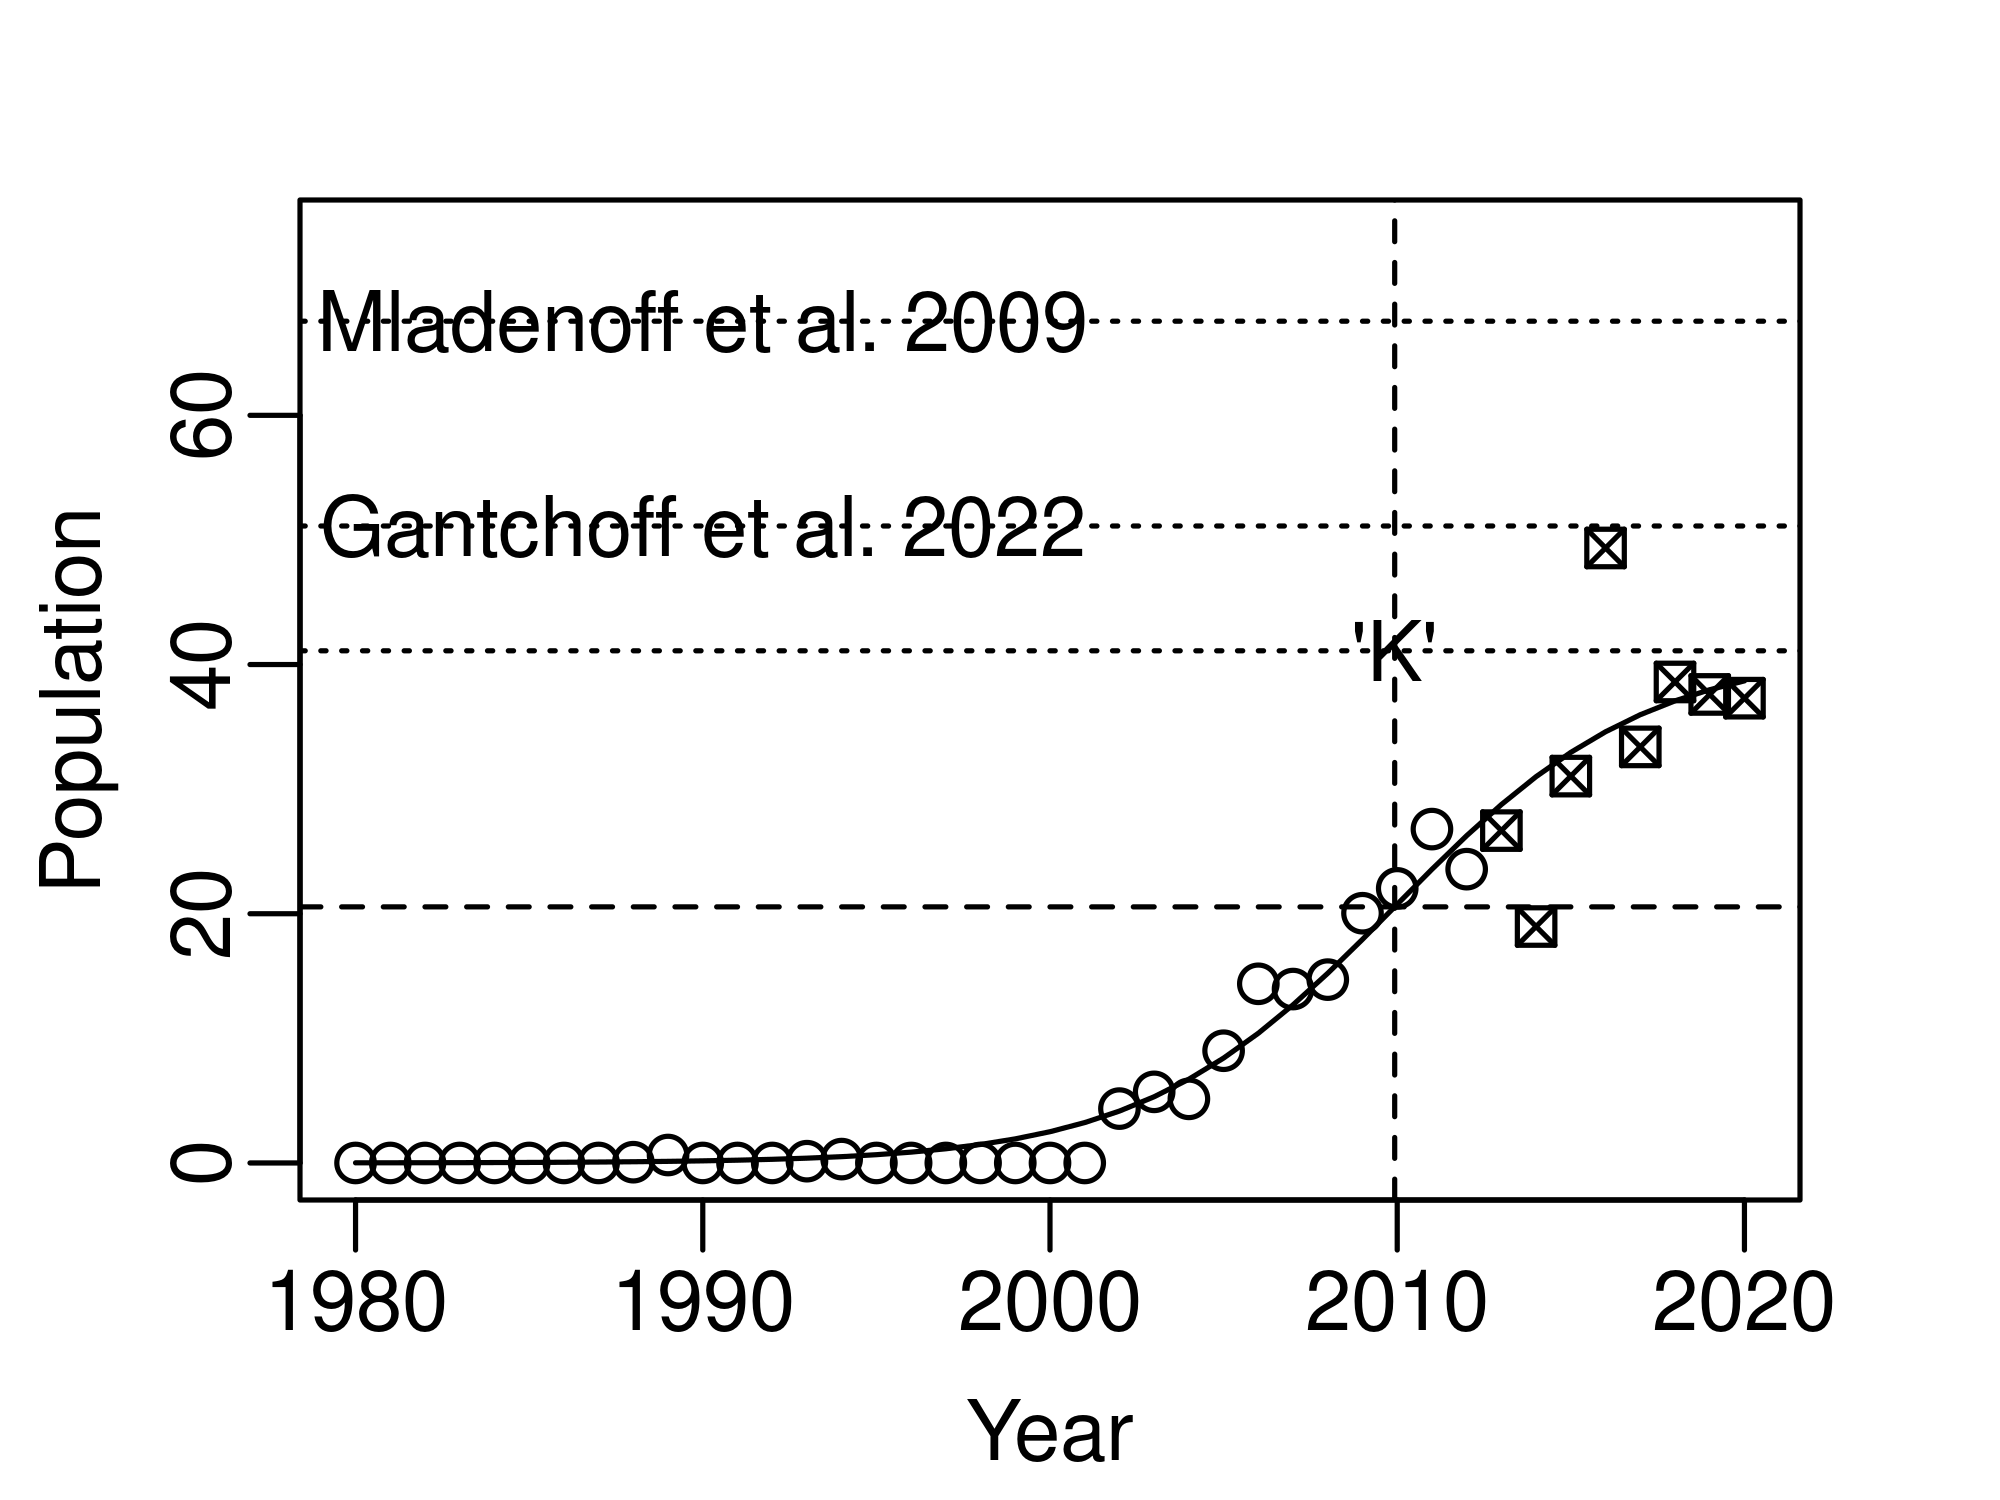 Mladenoff et al. 2009
Gantchoff et al. 2022
'K'
Population
60
40
20
0
1980 1990 2000 2010 2020
Year